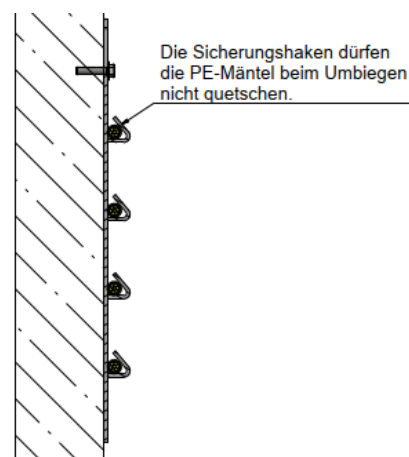 Die Sicherungshaken dürfen
die PE-Mäntel beim Umbiegen
nicht quetschen.